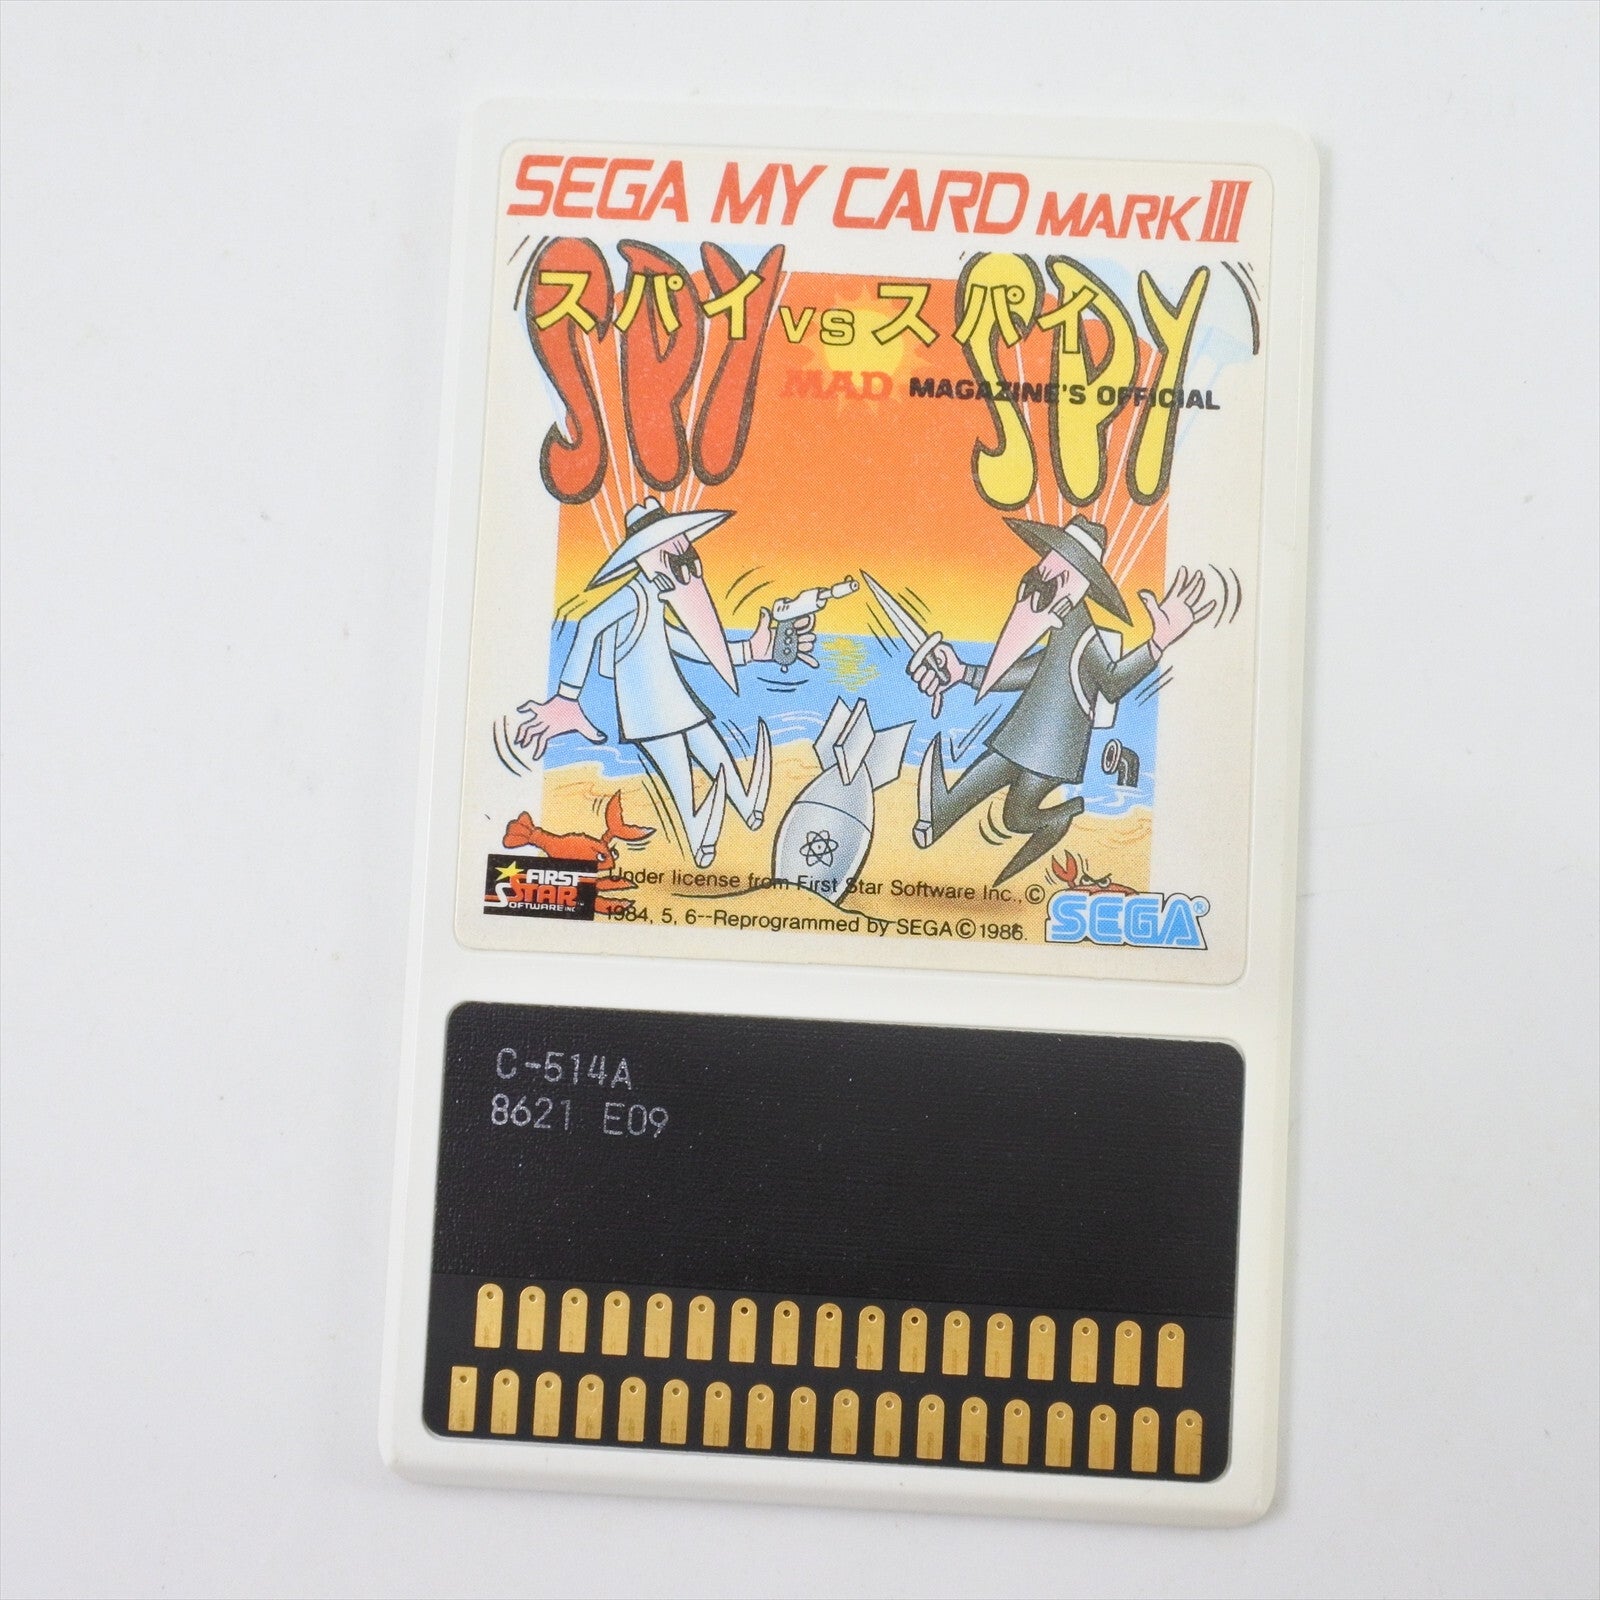 SEGA MY CARD MARK III
SPY SPY
スパイ vs スパイ
MAD MAGAZINE'S OFFICIAL
FIRST
STAR
SOFTWARE INC.™
Under license from First Star Software Inc., ©
1984, 5, 6--Reprogrammed by SEGA © 1986.
SEGA®
C-514A
8621 E09